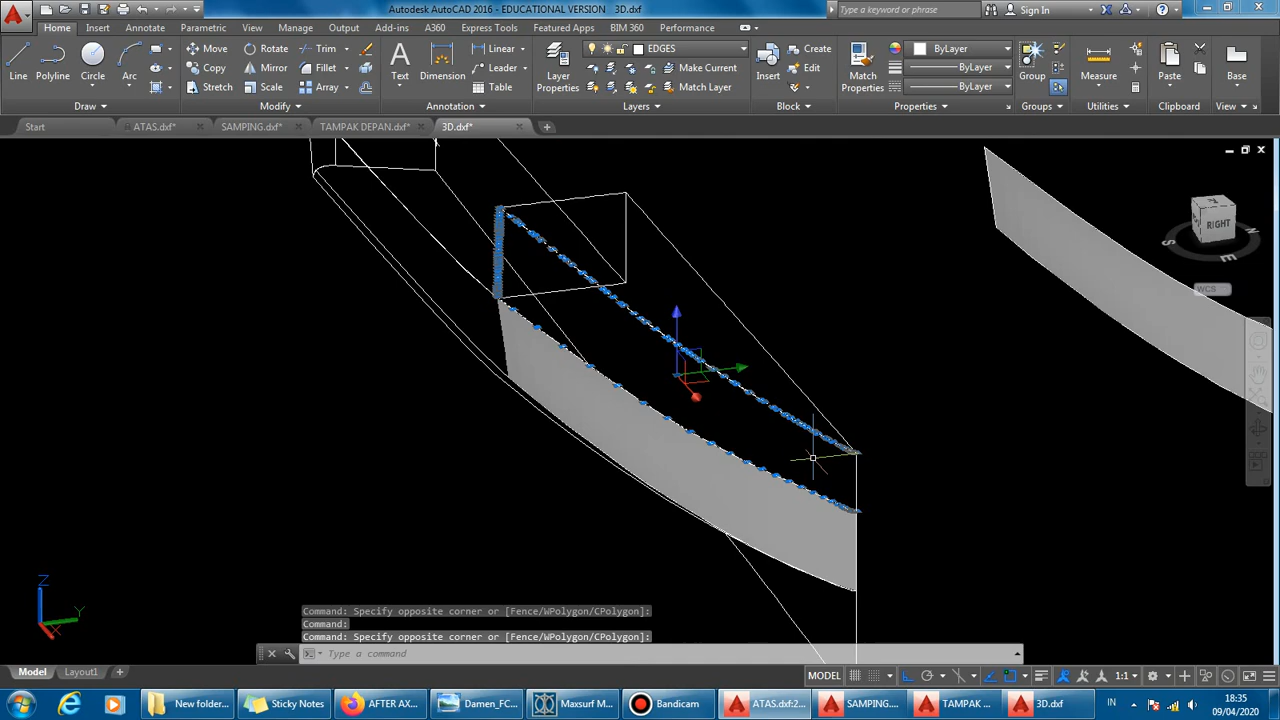 Autodesk AutoCAD 2016 - EDUCATIONAL VERSION 3D.dxf
Type a keyword or phrase
Sign In
Home Insert Annotate Parametric View Manage Output Add-ins A360 Express Tools Featured Apps BIM 360 Performance
Line Polyline Circle Arc
Move Rotate Trim
Copy Mirror Fillet
Stretch Scale Array
Text Dimension
Linear
Leader
Table
Layer Properties
EDGES
Make Current
Match Layer
Insert
Create
Edit
Match Properties
ByLayer
ByLayer
ByLayer
Group
Measure
Paste
Base
Draw Modify Annotation Layers Block Properties Groups Utilities Clipboard View
Start ATAS.dxf* SAMPING.dxf* TAMPAK DEPAN.dxf* 3D.dxf*
RIGHT
S
E
N
WCS
Z
Y
X
Command: Specify opposite corner or [Fence/WPolygon/CPolygon]:
Command:
Command: Specify opposite corner or [Fence/WPolygon/CPolygon]:
Type a command
Model Layout1
MODEL
1:1
New folder...
Sticky Notes
AFTER AX...
Damen_FC...
Maxsurf M...
Bandicam
ATAS.dxf:2...
SAMPING....
TAMPAK ...
3D.dxf
IN
18:35
09/04/2020